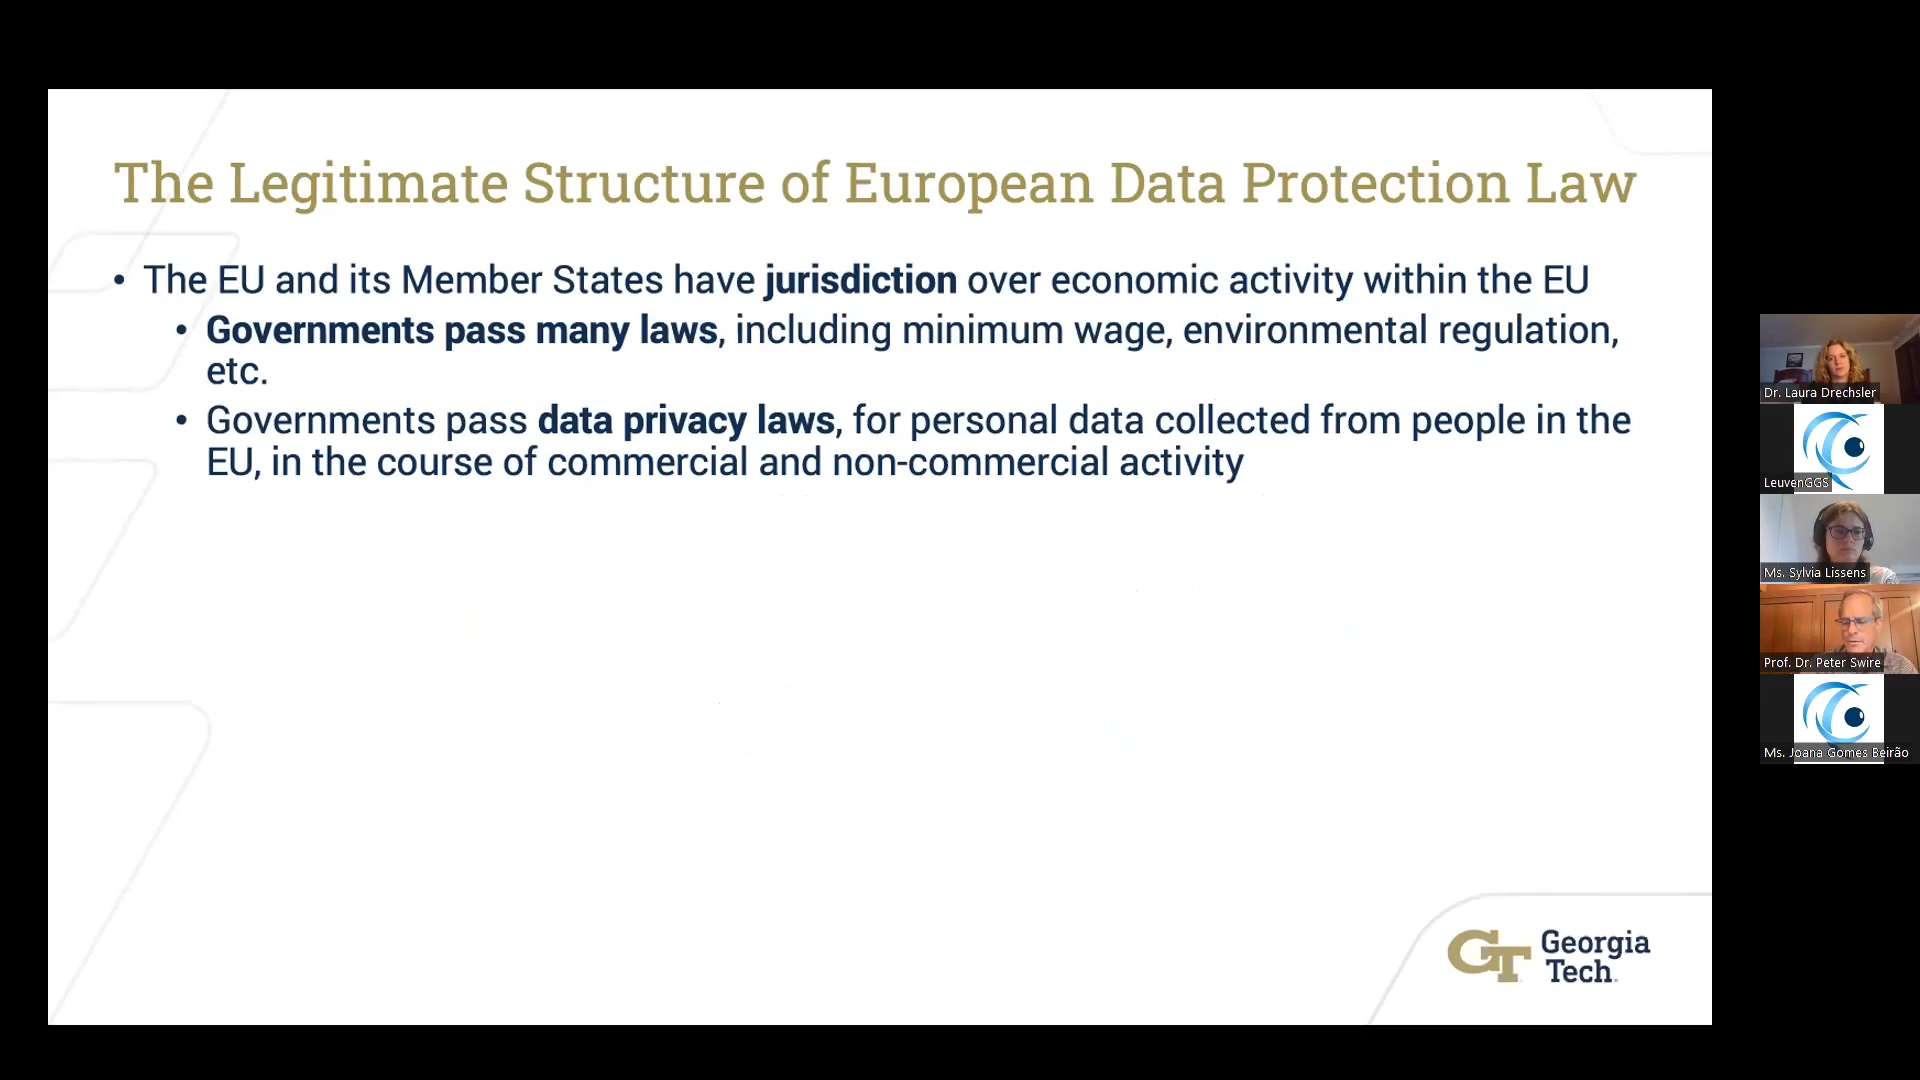 The Legitimate Structure of European Data Protection Law
• The EU and its Member States have jurisdiction over economic activity within the EU
• Governments pass many laws, including minimum wage, environmental regulation,
etc.
• Governments pass data privacy laws, for personal data collected from people in the
EU, in the course of commercial and non-commercial activity
GT Georgia
Tech
Dr. Laura Drechsler
LeuvenGGS
Ms. Sylvia Lissens
Prof. Dr. Peter Swire
Ms. Joana Gomes Beirão